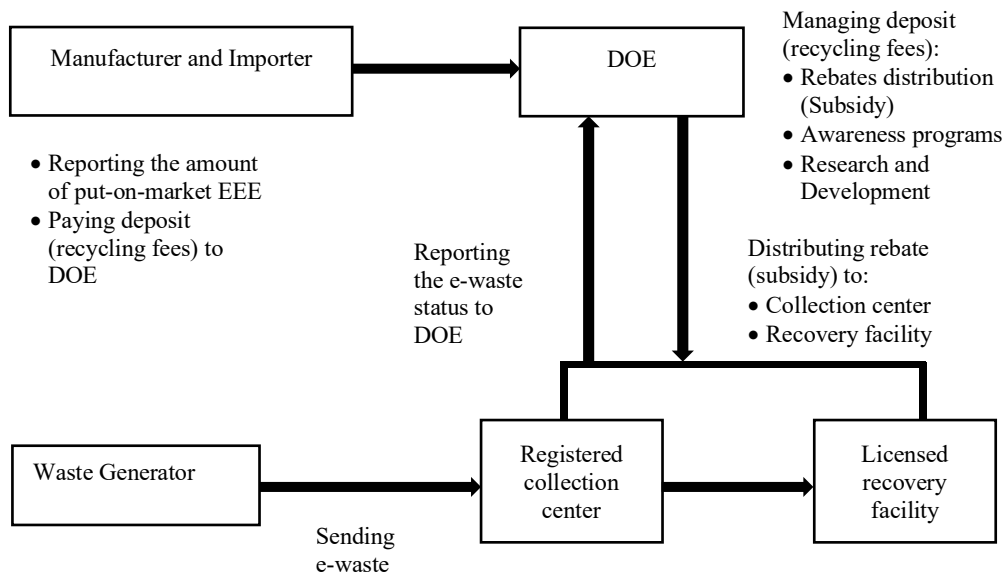 Manufacturer and Importer
DOE
Managing deposit
(recycling fees):
• Rebates distribution
(Subsidy)
• Awareness programs
• Research and
Development
• Reporting the amount
of put-on-market EEE
• Paying deposit
(recycling fees) to
DOE
Reporting
the e-waste
status to
DOE
Distributing rebate
(subsidy) to:
• Collection center
• Recovery facility
Waste Generator
Sending
e-waste
Registered
collection
center
Licensed
recovery
facility